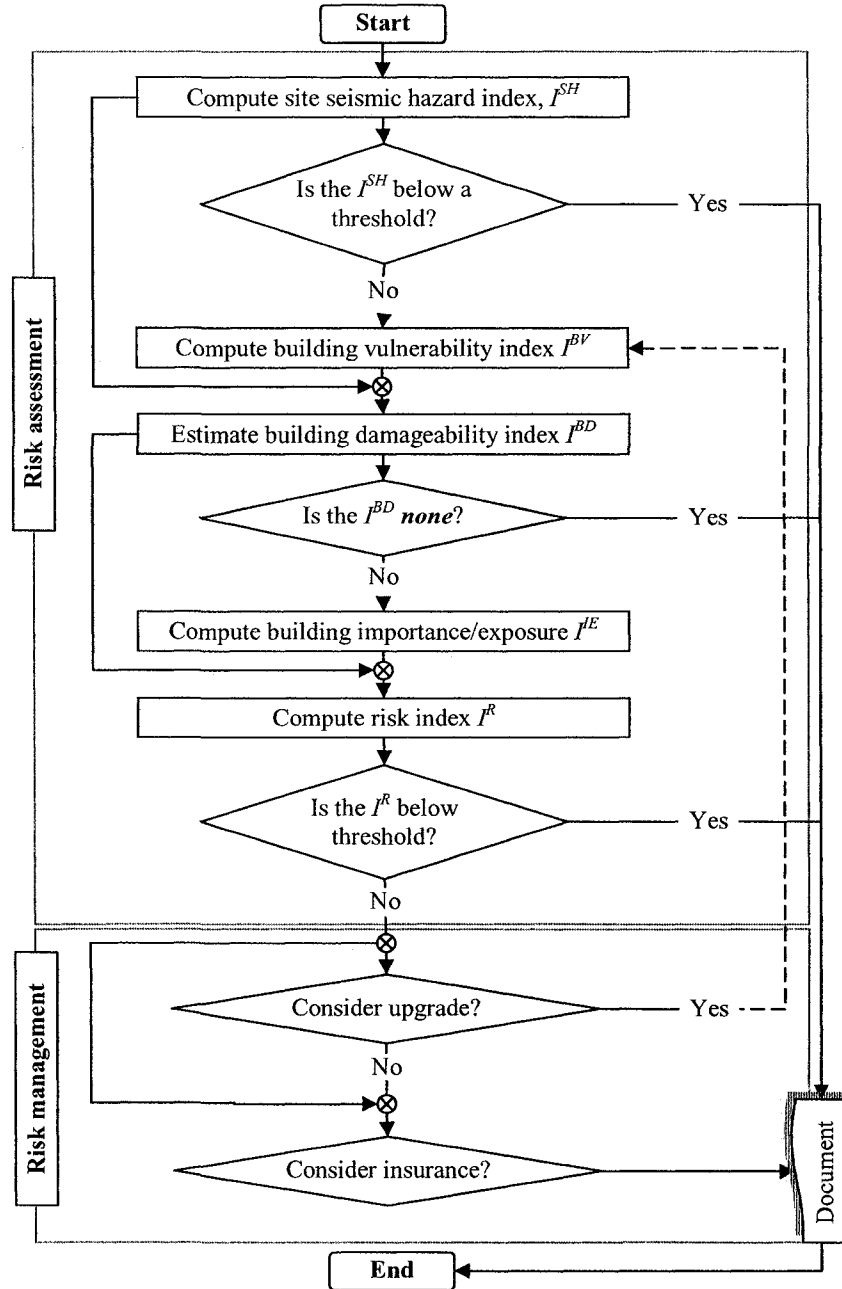 Start
Compute site seismic hazard index, I^SH
Is the I^SH below a
threshold?
Yes
No
Compute building vulnerability index I^BV
Risk assessment
Estimate building damageability index I^BD
Is the I^BD none?
Yes
No
Compute building importance/exposure I^IE
Compute risk index I^R
Is the I^R below
threshold?
Yes
No
Risk management
Consider upgrade?
Yes
No
Consider insurance?
Document
End